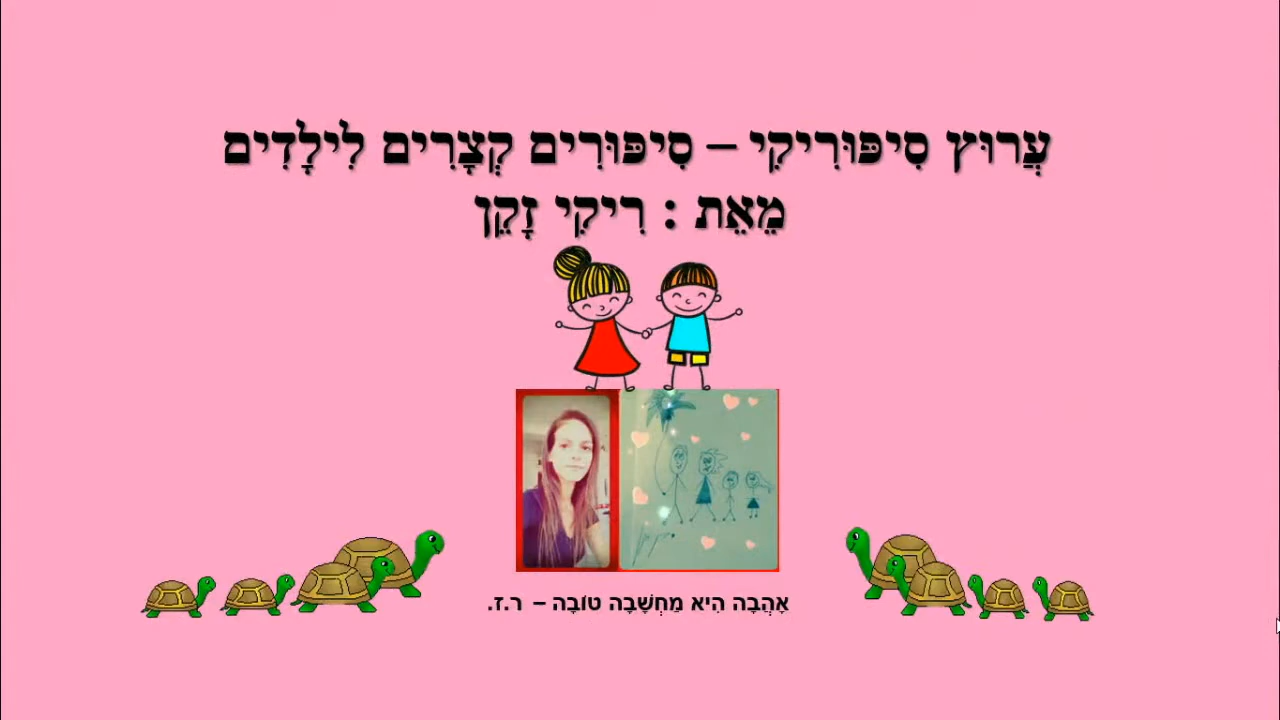 עֲרוּץ סִיפּוּרִיקִי – סִיפּוּרִים קְצָרִים לִילָדִים
מֵאֵת : רִיקִי זָקֵן
אָהֲבָה הִיא מַחְשָׁבָה טוֹבָה – ר.ז.